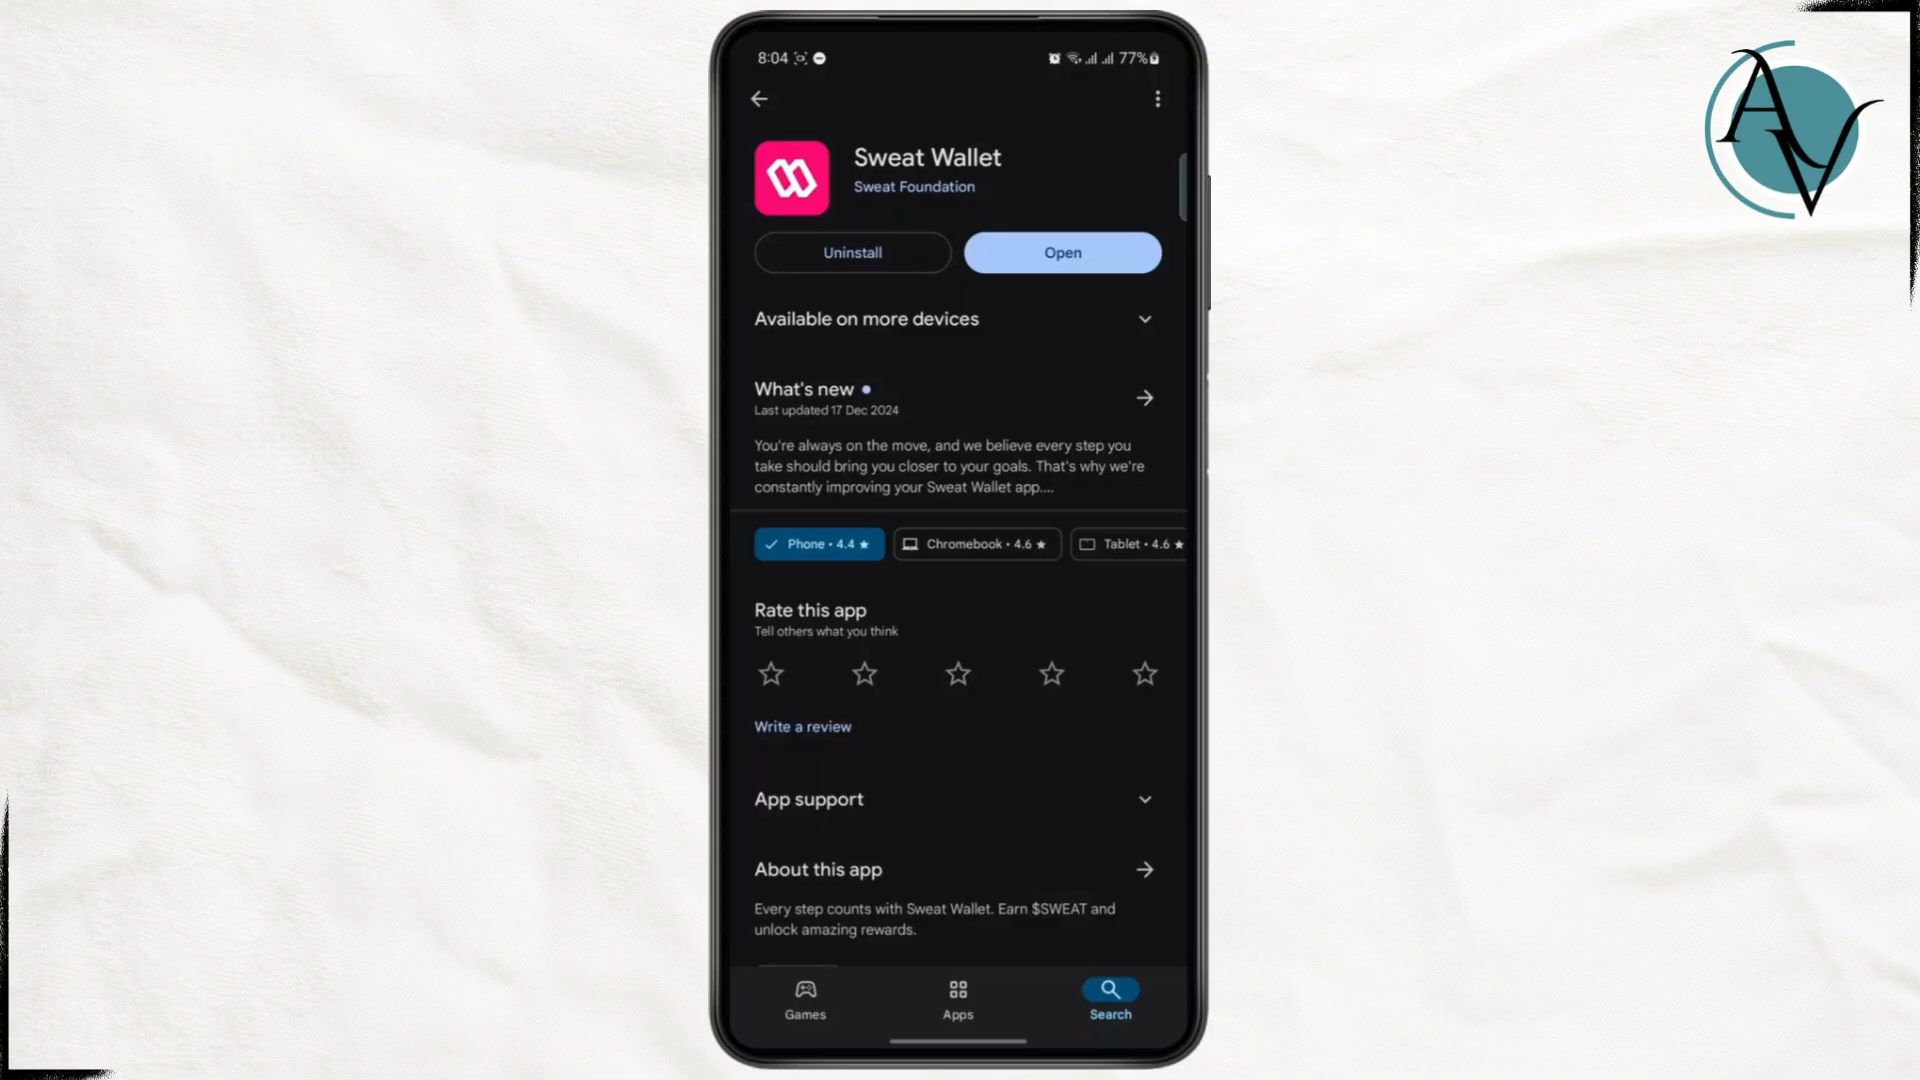 8:04
77%
Sweat Wallet
Sweat Foundation
Uninstall
Open
Available on more devices
What's new
Last updated 17 Dec 2024
You're always on the move, and we believe every step you
take should bring you closer to your goals. That's why we're
constantly improving your Sweat Wallet app....
Phone • 4.4 ★
Chromebook • 4.6 ★
Tablet • 4.6 ★
Rate this app
Tell others what you think
Write a review
App support
About this app
Every step counts with Sweat Wallet. Earn $SWEAT and
unlock amazing rewards.
Games
Apps
Search
AV